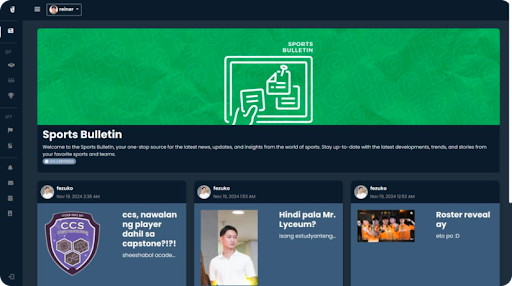 reiner
SPORTS
BULLETIN
Sports Bulletin
Welcome to the Sports Bulletin, your one-stop source for the latest news, updates, and insights from the world of sports. Stay up-to-date with the latest developments, trends, and stories from
your favorite sports and teams.
fezuko
Nov 19, 2024 2:35 AM
CCS
ccs, nawalan
ng player
dahil sa
capstone?!?!
sheeshabol acade...
fezuko
Nov 19, 2024 1:53 AM
Hindi pala Mr.
Lyceum?
isang estudyanteng...
fezuko
Nov 19, 2024 12:52 AM
Roster reveal
ay
eto po :D